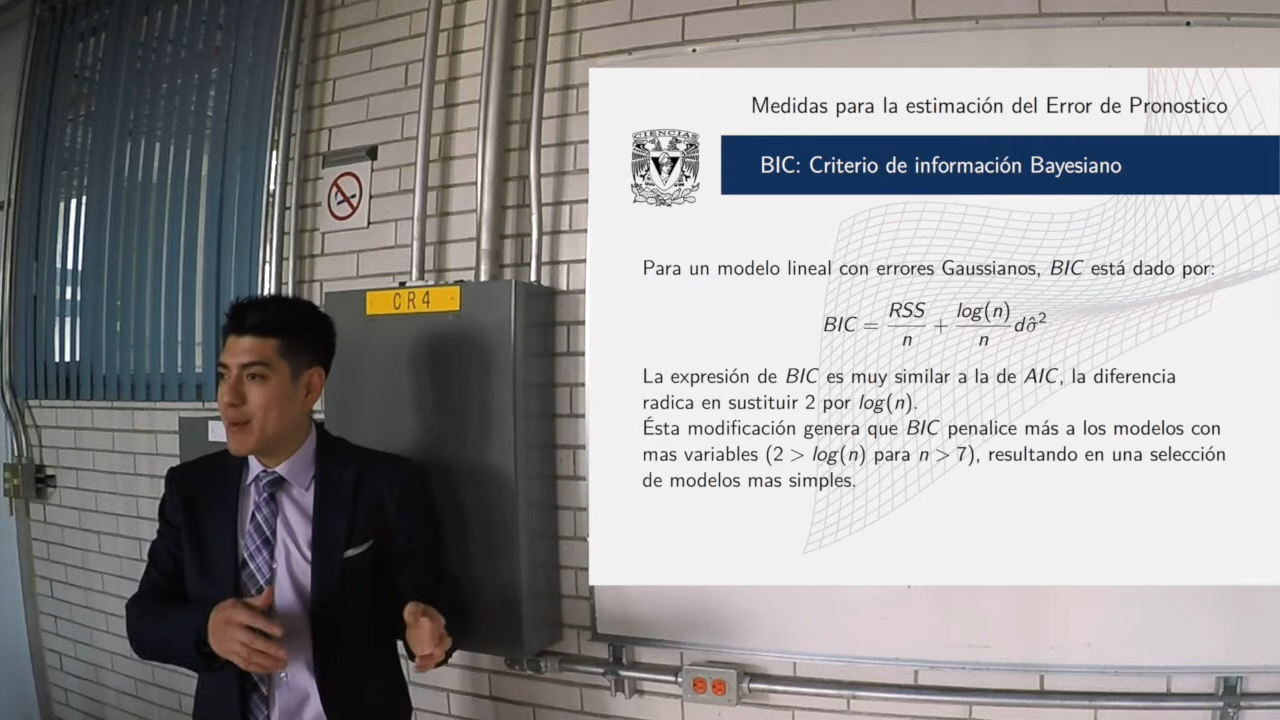 CR4
Medidas para la estimación del Error de Pronostico
CIENCIAS
BIC: Criterio de información Bayesiano
Para un modelo lineal con errores Gaussianos, BIC está dado por:
BIC = RSS/n + log(n)/n dσ̂²
La expresión de BIC es muy similar a la de AIC, la diferencia
radica en sustituir 2 por log(n).
Ésta modificación genera que BIC penalice más a los modelos con
mas variables (2 > log(n) para n > 7), resultando en una selección
de modelos mas simples.